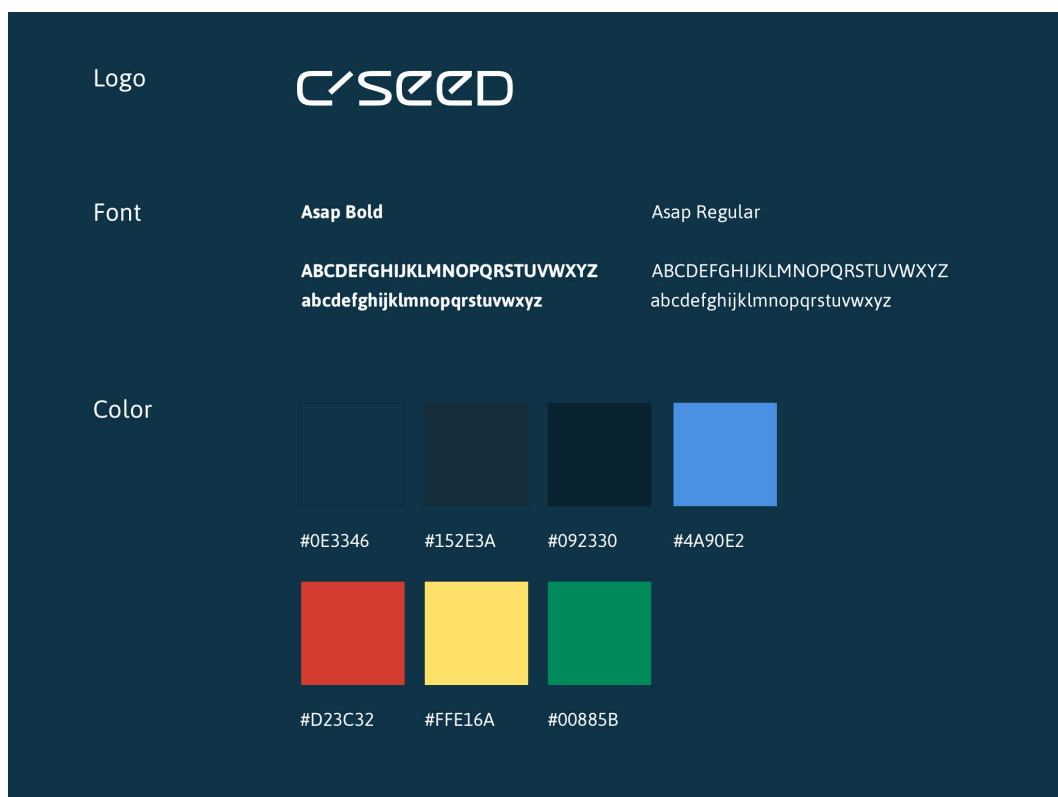 Logo
C/SEED
Font
Asap Bold
Asap Regular
ABCDEFGHIJKLMNOPQRSTUVWXYZ
abcdefghijklmnopqrstuvwxyz
ABCDEFGHIJKLMNOPQRSTUVWXYZ
abcdefghijklmnopqrstuvwxyz
Color
#0E3346
#152E3A
#092330
#4A90E2
#D23C32
#FFE16A
#00885B